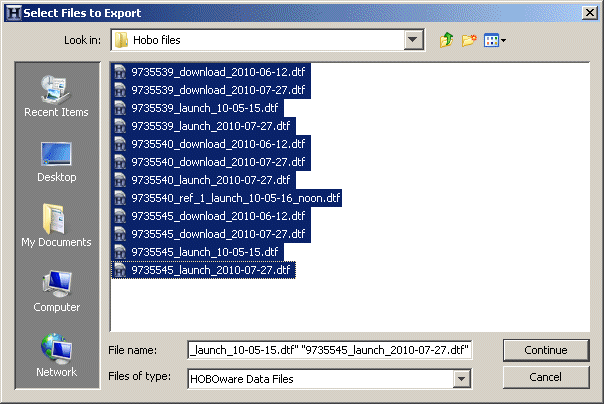 Select Files to Export
Look in: Hobo files
9735539_download_2010-06-12.dtf
9735539_download_2010-07-27.dtf
9735539_launch_10-05-15.dtf
9735539_launch_2010-07-27.dtf
9735540_download_2010-06-12.dtf
9735540_download_2010-07-27.dtf
9735540_launch_2010-07-27.dtf
9735540_ref_1_launch_10-05-16_noon.dtf
9735545_download_2010-06-12.dtf
9735545_download_2010-07-27.dtf
9735545_launch_10-05-15.dtf
9735545_launch_2010-07-27.dtf
Recent Items
Desktop
My Documents
Computer
Network
File name: _launch_10-05-15.dtf" "9735545_launch_2010-07-27.dtf" Continue
Files of type: HOBOware Data Files Cancel